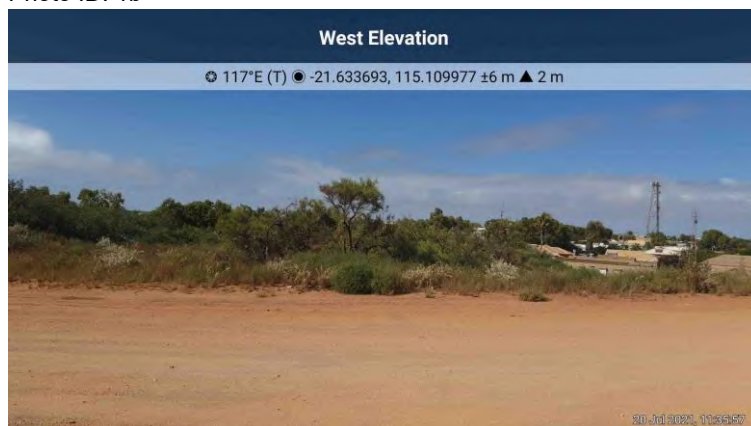 West Elevation
117°E (T) ● -21.633693, 115.109977 ±6 m ▲ 2 m
20 Jul 2021, 11:35:57